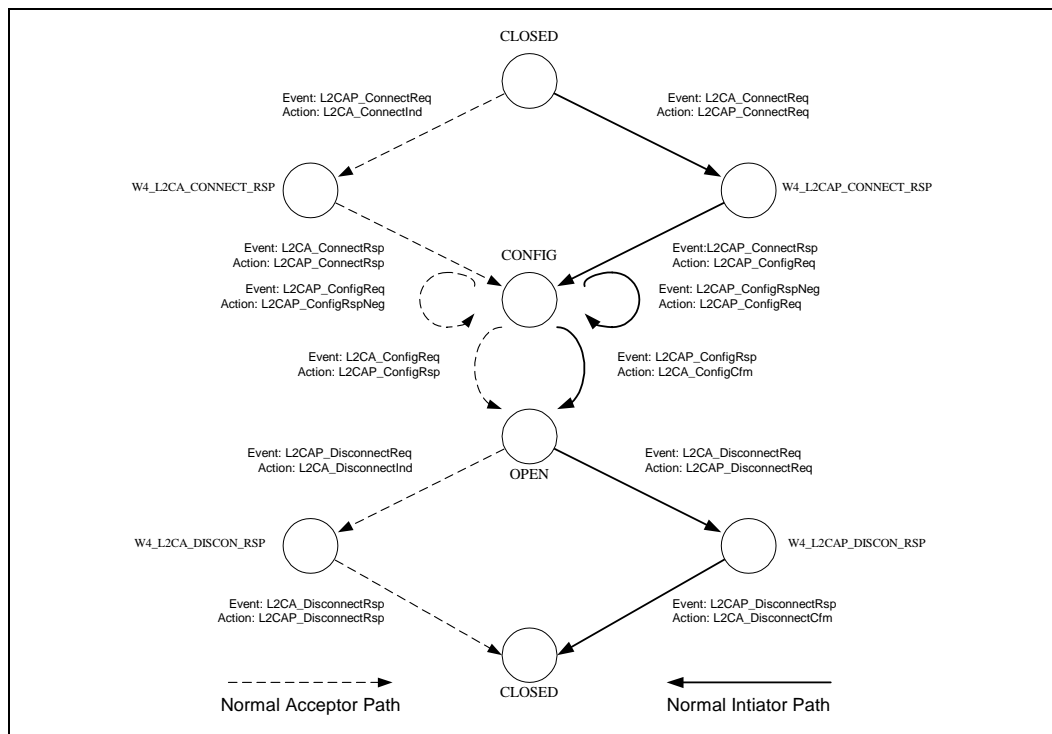 CLOSED
Event: L2CAP_ConnectReq
Action: L2CA_ConnectInd
Event: L2CA_ConnectReq
Action: L2CAP_ConnectReq
W4_L2CA_CONNECT_RSP
W4_L2CAP_CONNECT_RSP
Event: L2CA_ConnectRsp
Action: L2CAP_ConnectRsp
CONFIG
Event:L2CAP_ConnectRsp
Action: L2CAP_ConfigReq
Event: L2CAP_ConfigReq
Action: L2CAP_ConfigRspNeg
Event: L2CAP_ConfigRspNeg
Action: L2CAP_ConfigReq
Event: L2CA_ConfigReq
Action: L2CAP_ConfigRsp
Event: L2CAP_ConfigRsp
Action: L2CA_ConfigCfm
Event: L2CAP_DisconnectReq
Action: L2CA_DisconnectInd
OPEN
Event: L2CA_DisconnectReq
Action: L2CAP_DisconnectReq
W4_L2CA_DISCON_RSP
W4_L2CAP_DISCON_RSP
Event: L2CA_DisconnectRsp
Action: L2CAP_DisconnectRsp
Event: L2CAP_DisconnectRsp
Action: L2CA_DisconnectCfm
CLOSED
Normal Acceptor Path
Normal Intiator Path